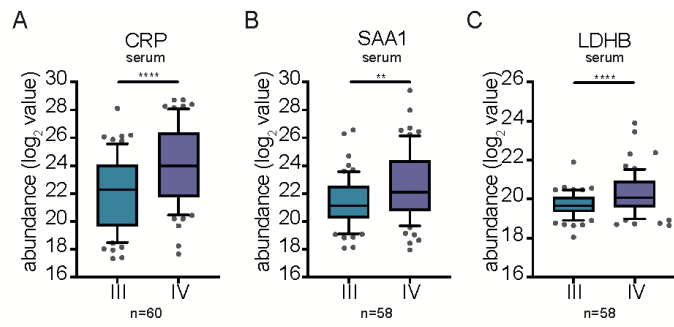 A
CRP
serum
****
abundance (log2 value)
30
28
26
24
22
20
18
16
III
IV
n=60
B
SAA1
serum
**
abundance (log2 value)
30
28
26
24
22
20
18
16
III
IV
n=58
C
LDHB
serum
****
abundance (log2 value)
26
24
22
20
18
16
III
IV
n=58